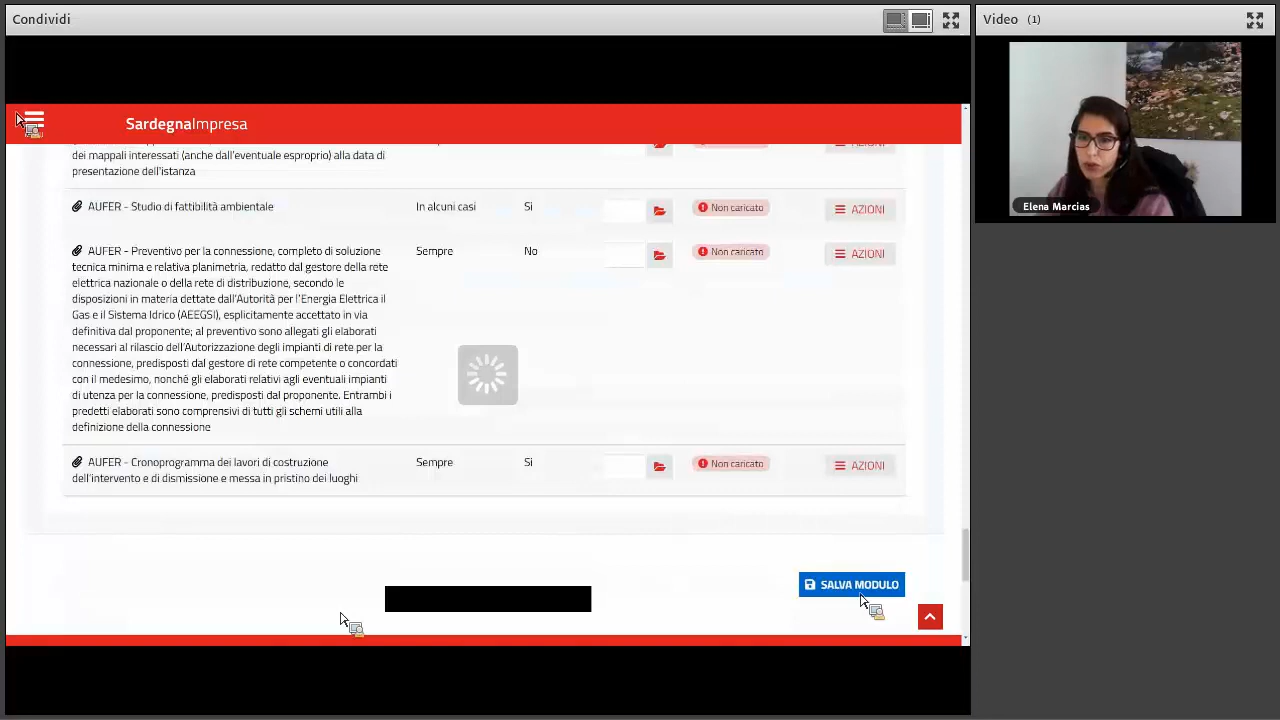 Condividi
Video (1)
SardegnaImpresa
dei mappali interessati (anche dall'eventuale esproprio) alla data di
presentazione dell'istanza
AZIONI
AUFER - Studio di fattibilità ambientale In alcuni casi Si Non caricato AZIONI
AUFER - Preventivo per la connessione, completo di soluzione Sempre No Non caricato AZIONI
tecnica minima e relativa planimetria, redatto dal gestore della rete
elettrica nazionale o della rete di distribuzione, secondo le
disposizioni in materia dettate dall'Autorità per l'Energia Elettrica il
Gas e il Sistema Idrico (AEEGSI), esplicitamente accettato in via
definitiva dal proponente; al preventivo sono allegati gli elaborati
necessari al rilascio dell'Autorizzazione degli impianti di rete per la
connessione, predisposti dal gestore di rete competente o concordati
con il medesimo, nonché gli elaborati relativi agli eventuali impianti
di utenza per la connessione, predisposti dal proponente. Entrambi i
predetti elaborati sono comprensivi di tutti gli schemi utili alla
definizione della connessione
AUFER - Cronoprogramma dei lavori di costruzione Sempre Si Non caricato AZIONI
dell'intervento e di dismissione e messa in pristino dei luoghi
SALVA MODULO
Elena Marcias